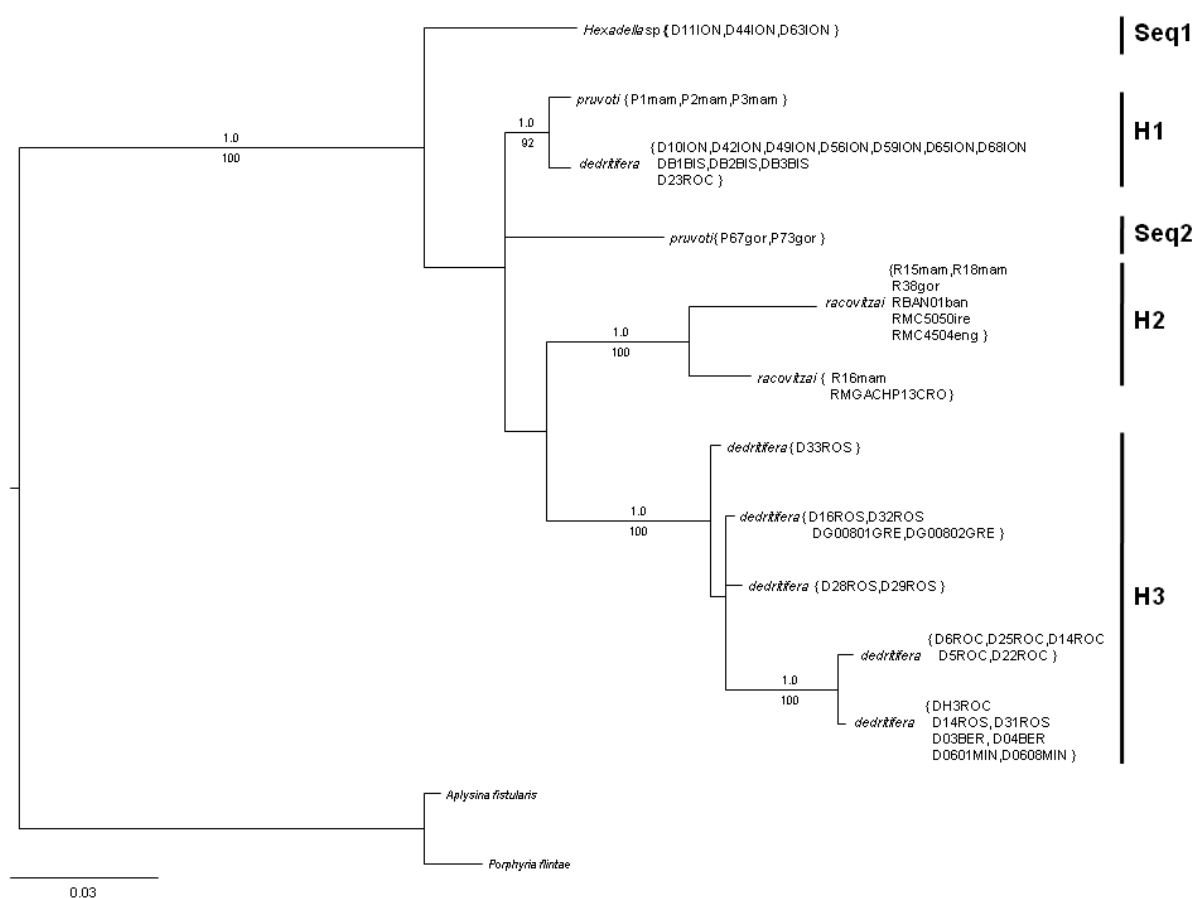 Hexadella sp { D11ION,D44ION,D63ION }
Seq1
pruvoti {P1mam,P2mam,P3mam }
H1
1.0
92
1.0
100
{D10ION,D42ION,D49ION,D56ION,D59ION,D65ION,D68ION
dedritifera DB1BIS,DB2BIS,DB3BIS
D23ROC }
pruvoti{P67gor,P73gor }
Seq2
{R15mam,R18mam
R38gor
racovitzai RBAN01ban
RMC5050ire
RMC4504eng }
H2
1.0
100
racovitzai { R16mam
RMGACHP13CRO}
dedritifera{D33ROS }
dedritifera{D16ROS,D32ROS
DG00801GRE,DG00802GRE }
1.0
100
dedritifera {D28ROS,D29ROS }
H3
{D6ROC,D25ROC,D14ROC
dedritifera D5ROC,D22ROC }
1.0
100
{DH3ROC
dedritifera D14ROS,D31ROS
D03BER, D04BER
D0601MIN,D0608MIN }
Aplysina fistularis
Porphyria flintae
0.03